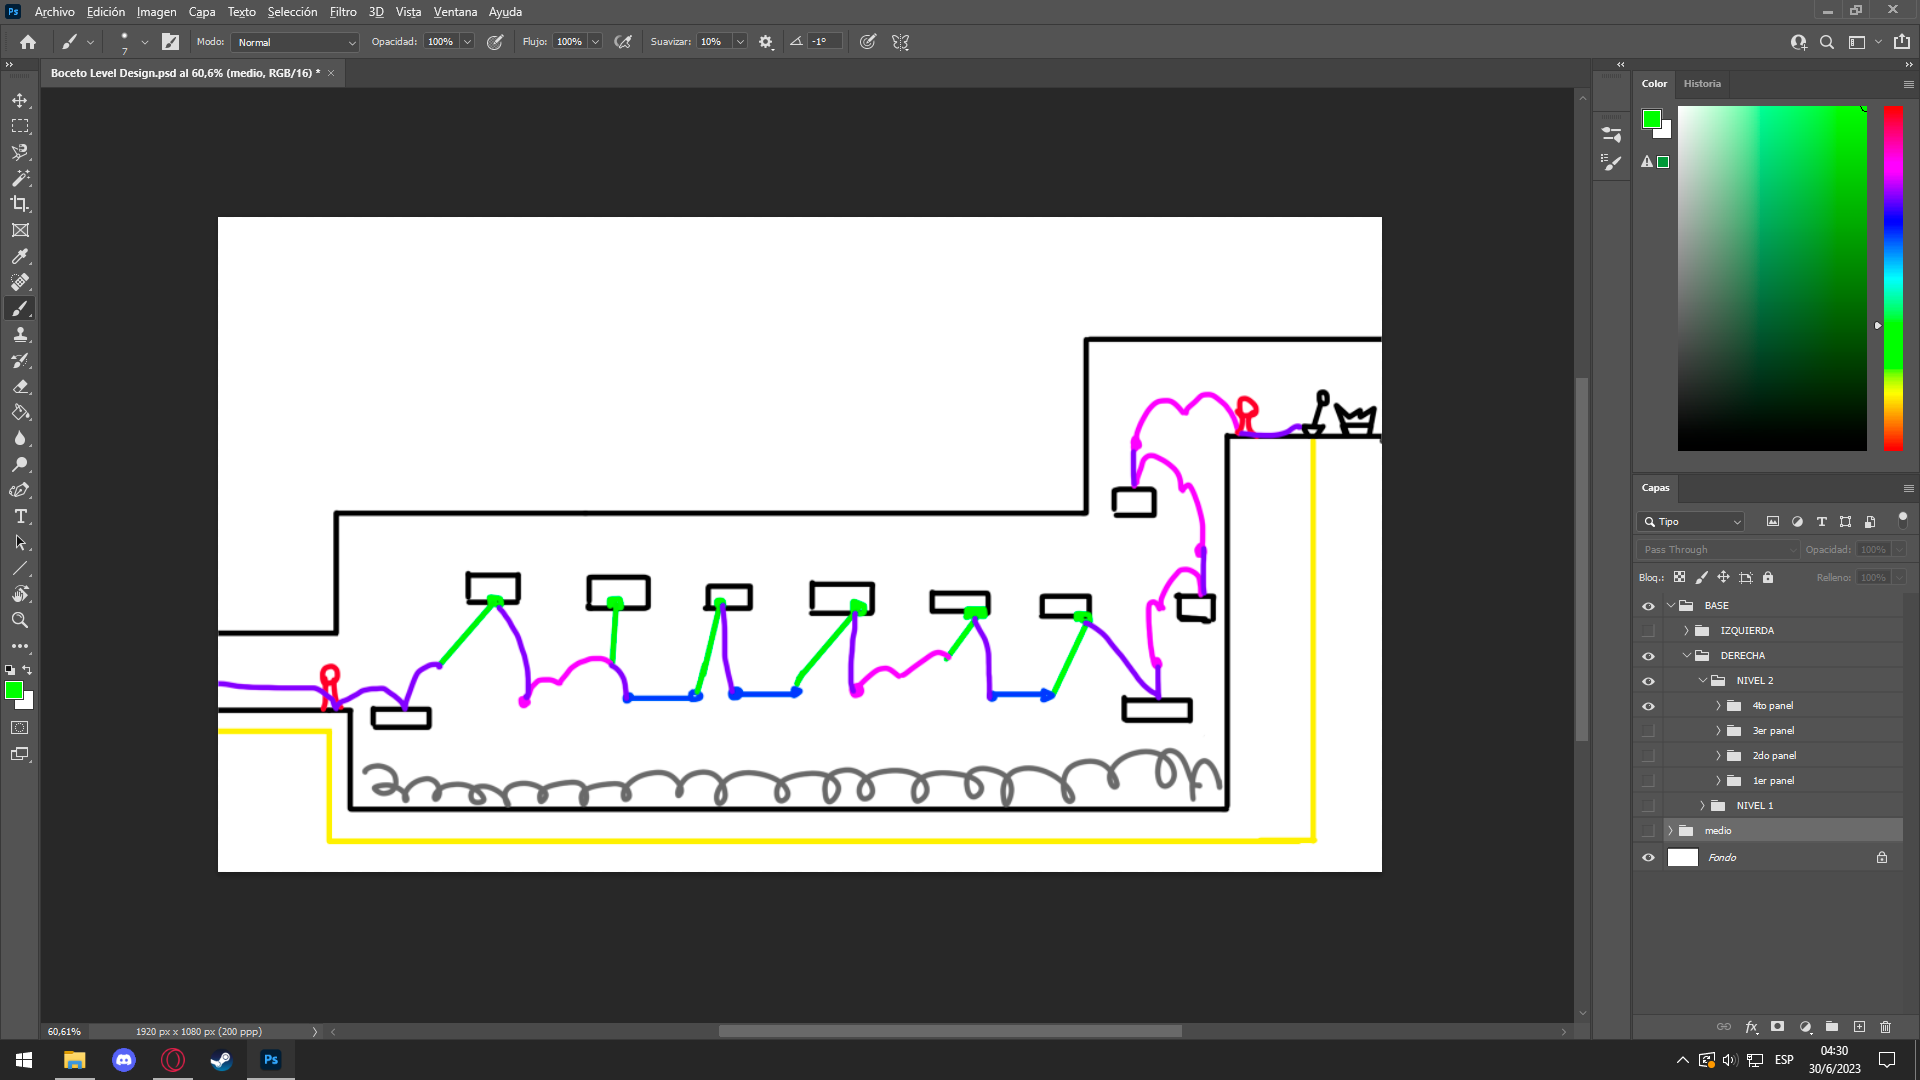 Ps Archivo Edición Imagen Capa Texto Selección Filtro 3D Vista Ventana Ayuda
7 Modo: Normal Opacidad: 100% Flujo: 100% Suavizar: 10% -1°
Boceto Level Design.psd al 60,6% (medio, RGB/16) * ×
Color Historia
Capas
Tipo
Pass Through Opacidad: 100%
Bloq.: Relleno: 100%
BASE
IZQUIERDA
DERECHA
NIVEL 2
4to panel
3er panel
2do panel
1er panel
NIVEL 1
medio
Fondo
60,61% 1920 px x 1080 px (200 ppp)
fx
Ps
ESP
04:30
30/6/2023